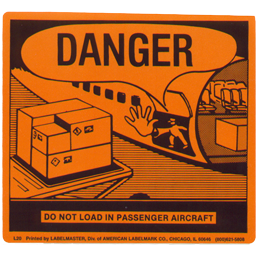 DANGER
DO NOT LOAD IN PASSENGER AIRCRAFT
L20 Printed by LABELMASTER, Div. of AMERICAN LABELMARK CO., CHICAGO, IL 60646 (800)621-5808